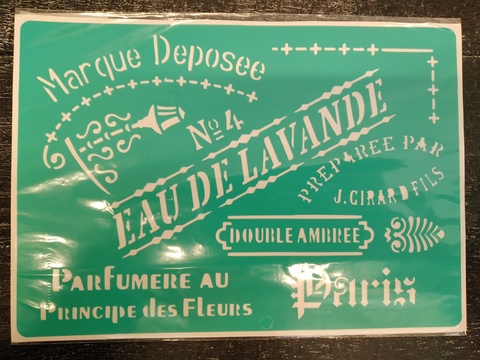 Marque Deposee
Nº 4
EAU DE LAVANDE
PREPAREE PAR
J. GIRARD FILS
DOUBLE AMBREE
PARFUMERE AU
PRINCIPE des FLEURS
Paris